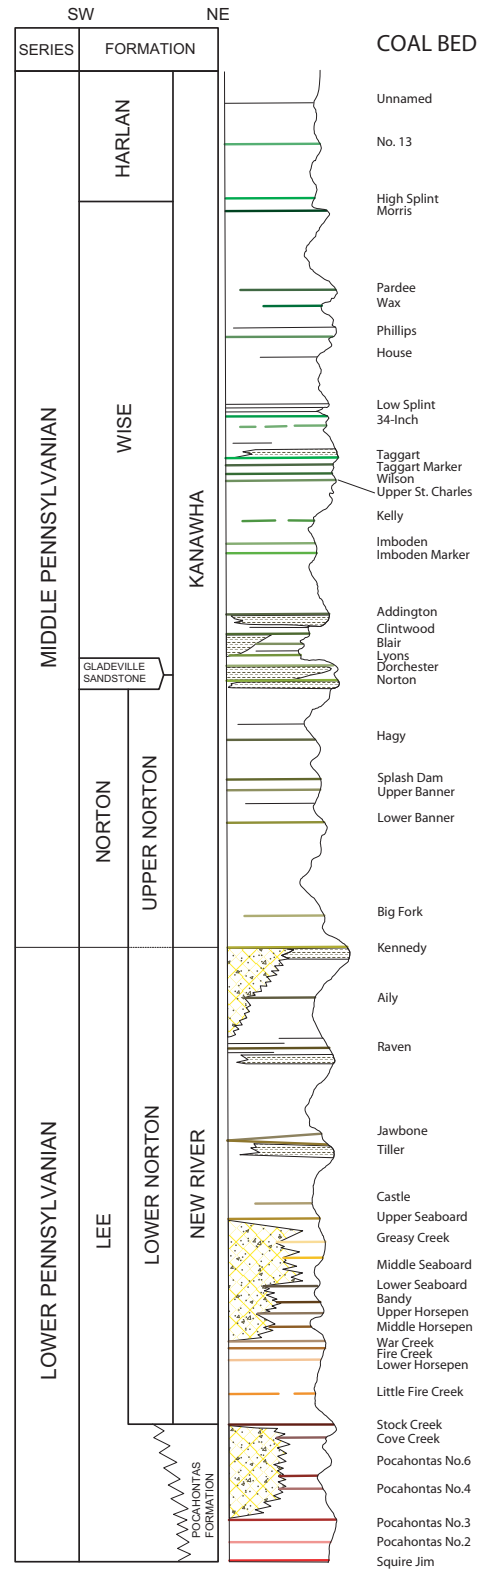 SW NE
SERIES FORMATION COAL BED
HARLAN
WISE
GLADEVILLE
SANDSTONE
NORTON
UPPER NORTON
KANAWHA
MIDDLE PENNSYLVANIAN
LOWER PENNSYLVANIAN
LEE
LOWER NORTON
NEW RIVER
POCAHONTAS
FORMATION
Unnamed
No. 13
High Splint
Morris
Pardee
Wax
Phillips
House
Low Splint
34-Inch
Taggart
Taggart Marker
Wilson
Upper St. Charles
Kelly
Imboden
Imboden Marker
Addington
Clintwood
Blair
Lyons
Dorchester
Norton
Hagy
Splash Dam
Upper Banner
Lower Banner
Big Fork
Kennedy
Aily
Raven
Jawbone
Tiller
Castle
Upper Seaboard
Greasy Creek
Middle Seaboard
Lower Seaboard
Bandy
Upper Horsepen
Middle Horsepen
War Creek
Fire Creek
Lower Horsepen
Little Fire Creek
Stock Creek
Cove Creek
Pocahontas No.6
Pocahontas No.4
Pocahontas No.3
Pocahontas No.2
Squire Jim